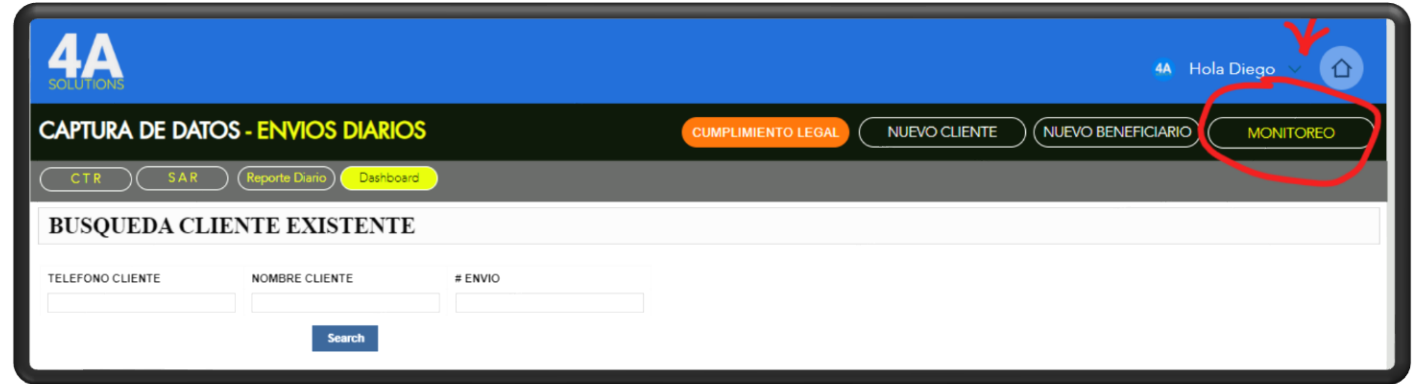 4A
SOLUTIONS
4A Hola Diego
CAPTURA DE DATOS - ENVIOS DIARIOS
CUMPLIMIENTO LEGAL
NUEVO CLIENTE
NUEVO BENEFICIARIO
MONITOREO
CTR
SAR
Reporte Diario
Dashboard
BUSQUEDA CLIENTE EXISTENTE
TELEFONO CLIENTE
NOMBRE CLIENTE
# ENVIO
Search